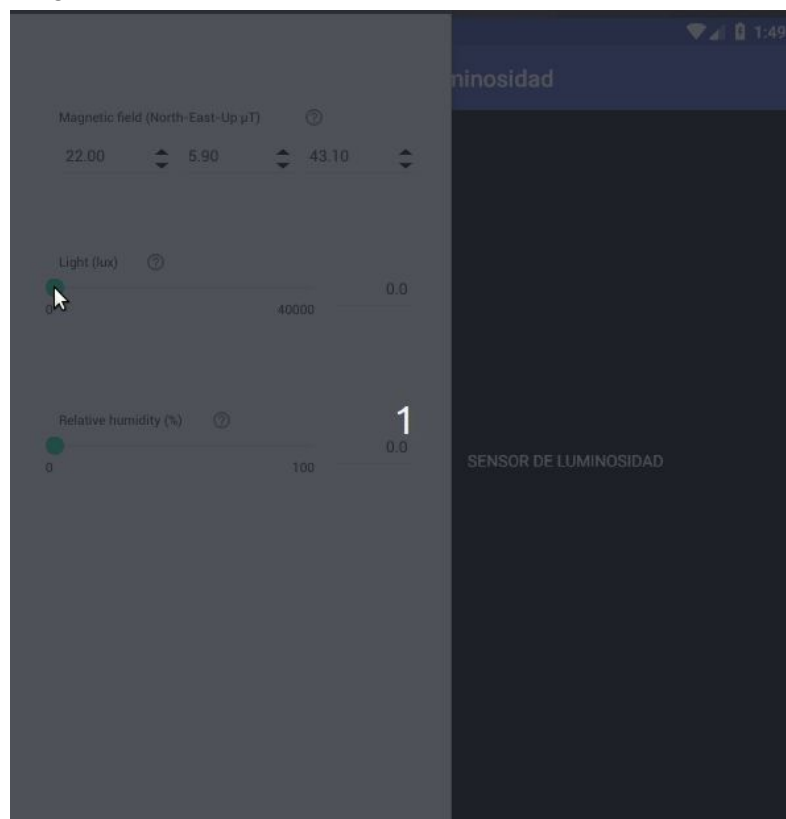 1:49
minosidad
Magnetic field (North-East-Up μT)
22.00 5.90 43.10
Light (lux)
0.0
0 40000
Relative humidity (%)
1
0.0
0 100
SENSOR DE LUMINOSIDAD